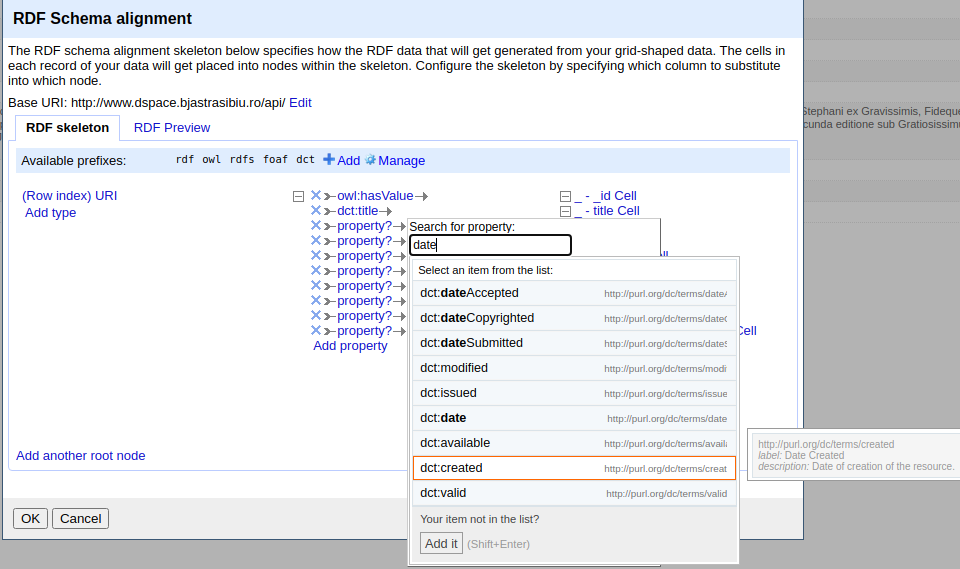 RDF Schema alignment
The RDF schema alignment skeleton below specifies how the RDF data that will get generated from your grid-shaped data. The cells in
each record of your data will get placed into nodes within the skeleton. Configure the skeleton by specifying which column to substitute
into which node.
Base URI: http://www.dspace.bjastrasibiu.ro/api/ Edit
Stephani ex Gravissimis, Fideque
cunda editione sub Gratiosissimu
RDF skeleton RDF Preview
Available prefixes: rdf owl rdfs foaf dct Add Manage
(Row index) URI owl:hasValue _ - _id Cell
Add type dct:title _ - title Cell
property? Search for property:
property? date
property?
property? Select an item from the list:
property?
property? dct:dateAccepted http://purl.org/dc/terms/dateA
property? dct:dateCopyrighted http://purl.org/dc/terms/dateC
property? Cell
Add property dct:dateSubmitted http://purl.org/dc/terms/dateS
dct:modified http://purl.org/dc/terms/modi
dct:issued http://purl.org/dc/terms/issue
dct:date http://purl.org/dc/terms/date
dct:available http://purl.org/dc/terms/avail
Add another root node
dct:created http://purl.org/dc/terms/creat
http://purl.org/dc/terms/created
label: Date Created
description: Date of creation of the resource.
dct:valid http://purl.org/dc/terms/valid
Your item not in the list?
Add it (Shift+Enter)
OK Cancel